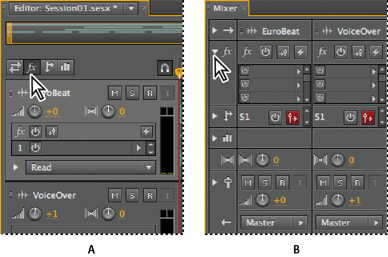 Editor: Session01.sesx *
Mixer
EuroBeat
VoiceOver
fx
fx
oBeat
M S R I
+0
0
fx
1
Read
S1
S1
0
0
VoiceOver
M S R I
M S R I
M S R I
+1
0
+0
+1
Master
Master
A
B